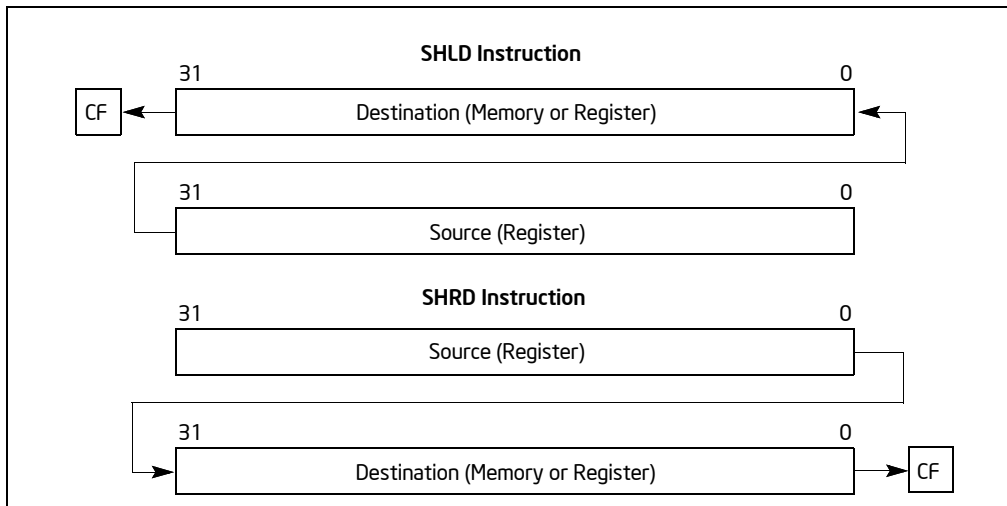 SHLD Instruction
31 0
CF Destination (Memory or Register)
31 0
Source (Register)
SHRD Instruction
31 0
Source (Register)
31 0
Destination (Memory or Register) CF